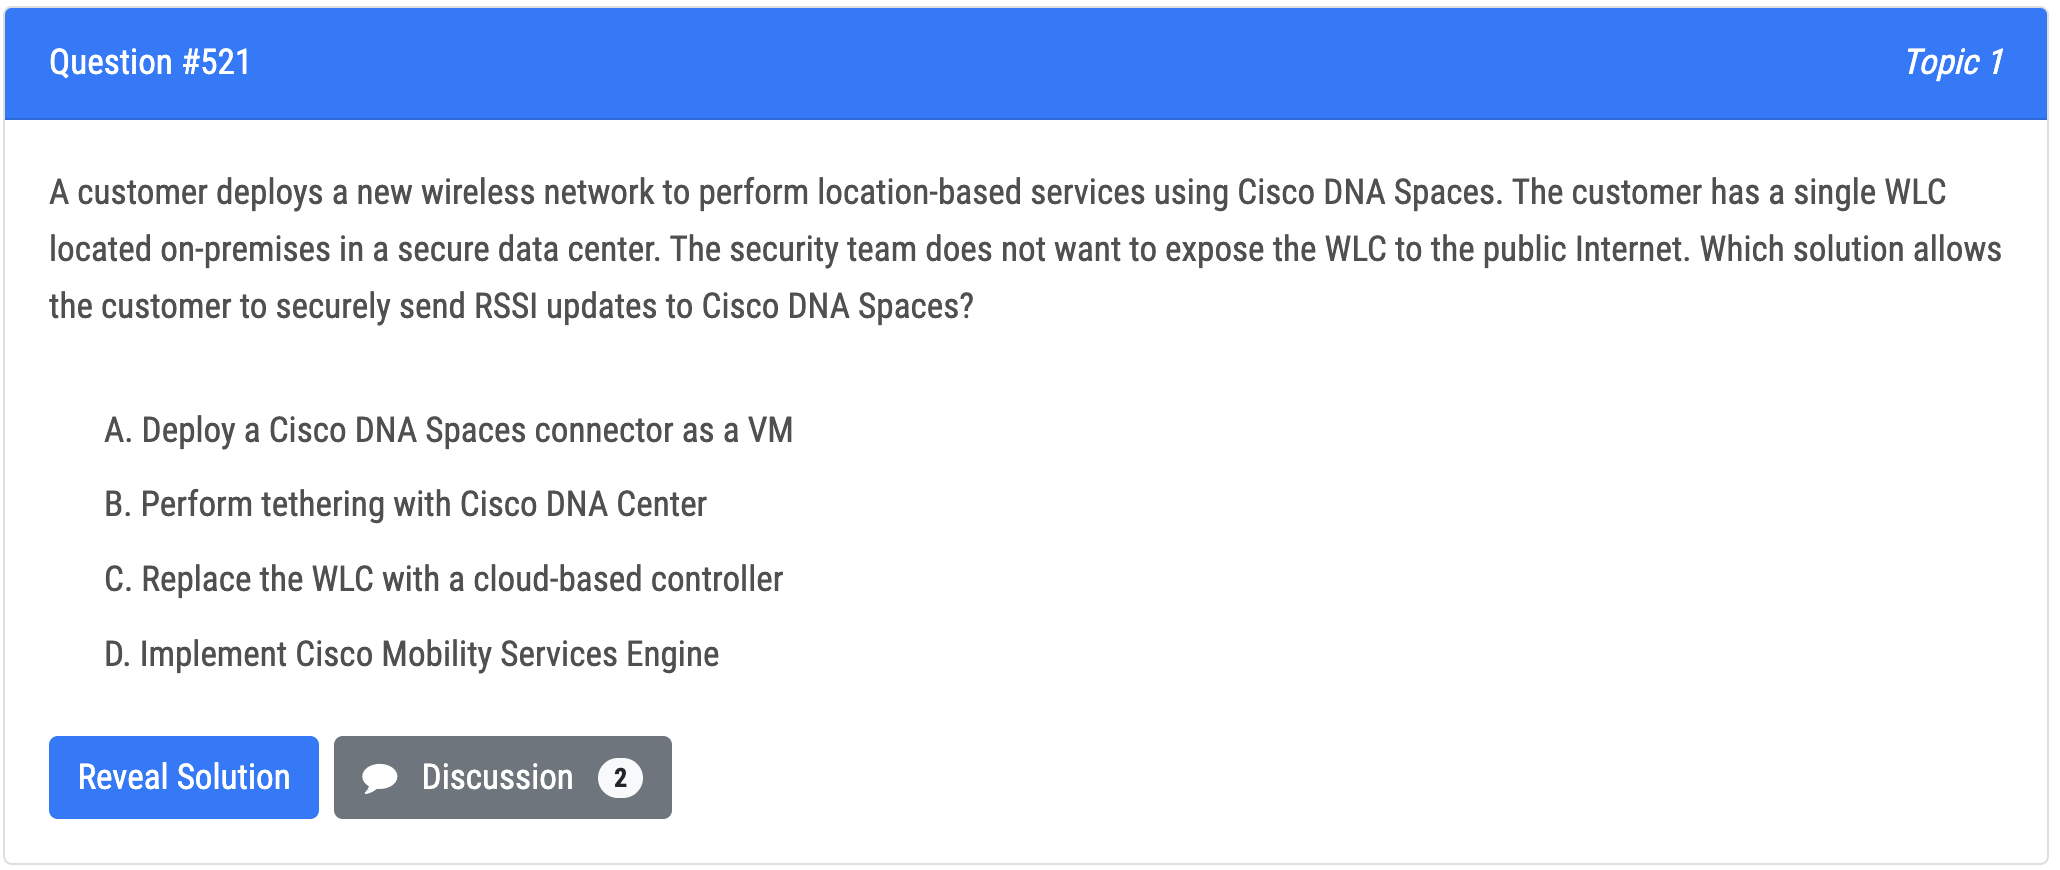 Question #521
Topic 1
A customer deploys a new wireless network to perform location-based services using Cisco DNA Spaces. The customer has a single WLC
located on-premises in a secure data center. The security team does not want to expose the WLC to the public Internet. Which solution allows
the customer to securely send RSSI updates to Cisco DNA Spaces?
A. Deploy a Cisco DNA Spaces connector as a VM
B. Perform tethering with Cisco DNA Center
C. Replace the WLC with a cloud-based controller
D. Implement Cisco Mobility Services Engine
Reveal Solution
Discussion 2